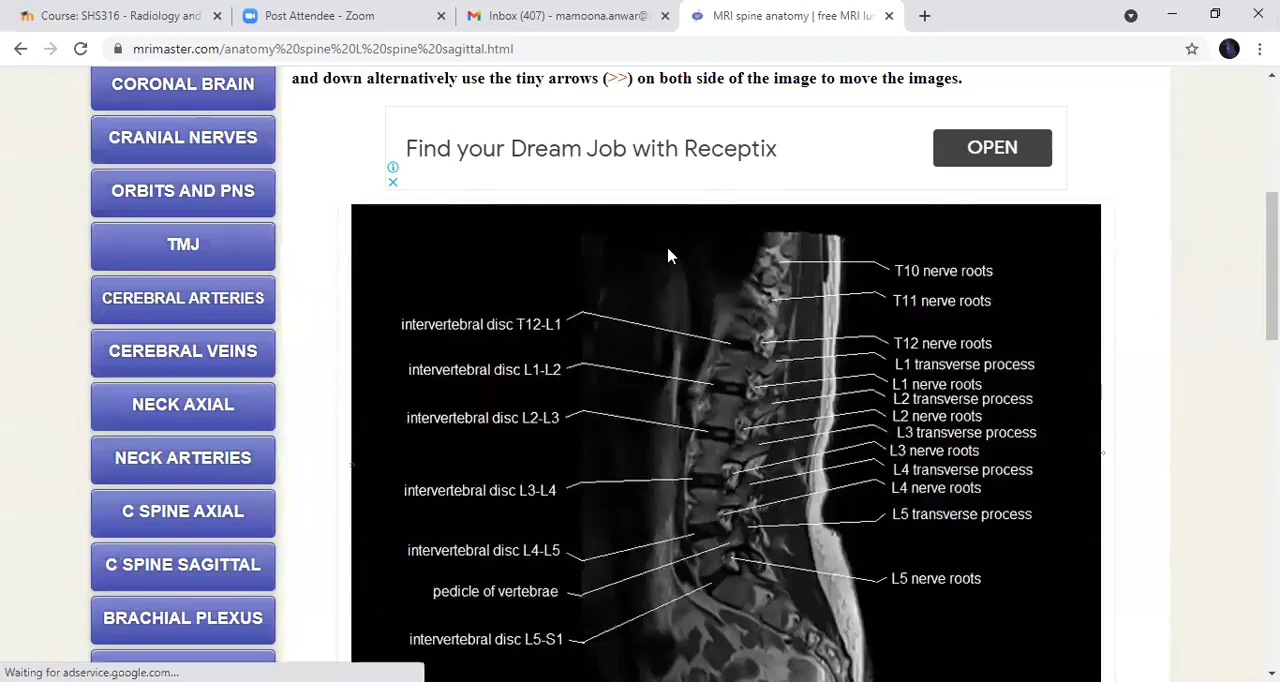 Course: SHS316 - Radiology and
Post Attendee - Zoom
Inbox (407) - mamoona.anwar@
MRI spine anatomy | free MRI lu
mrimaster.com/anatomy%20spine%20L%20spine%20sagittal.html
and down alternatively use the tiny arrows (>>) on both side of the image to move the images.
CORONAL BRAIN
CRANIAL NERVES
ORBITS AND PNS
TMJ
CEREBRAL ARTERIES
CEREBRAL VEINS
NECK AXIAL
NECK ARTERIES
C SPINE AXIAL
C SPINE SAGITTAL
BRACHIAL PLEXUS
Find your Dream Job with Receptix
OPEN
intervertebral disc T12-L1
intervertebral disc L1-L2
intervertebral disc L2-L3
intervertebral disc L3-L4
intervertebral disc L4-L5
pedicle of vertebrae
intervertebral disc L5-S1
T10 nerve roots
T11 nerve roots
T12 nerve roots
L1 transverse process
L1 nerve roots
L2 transverse process
L2 nerve roots
L3 transverse process
L3 nerve roots
L4 transverse process
L4 nerve roots
L5 transverse process
L5 nerve roots
Waiting for adservice.google.com...